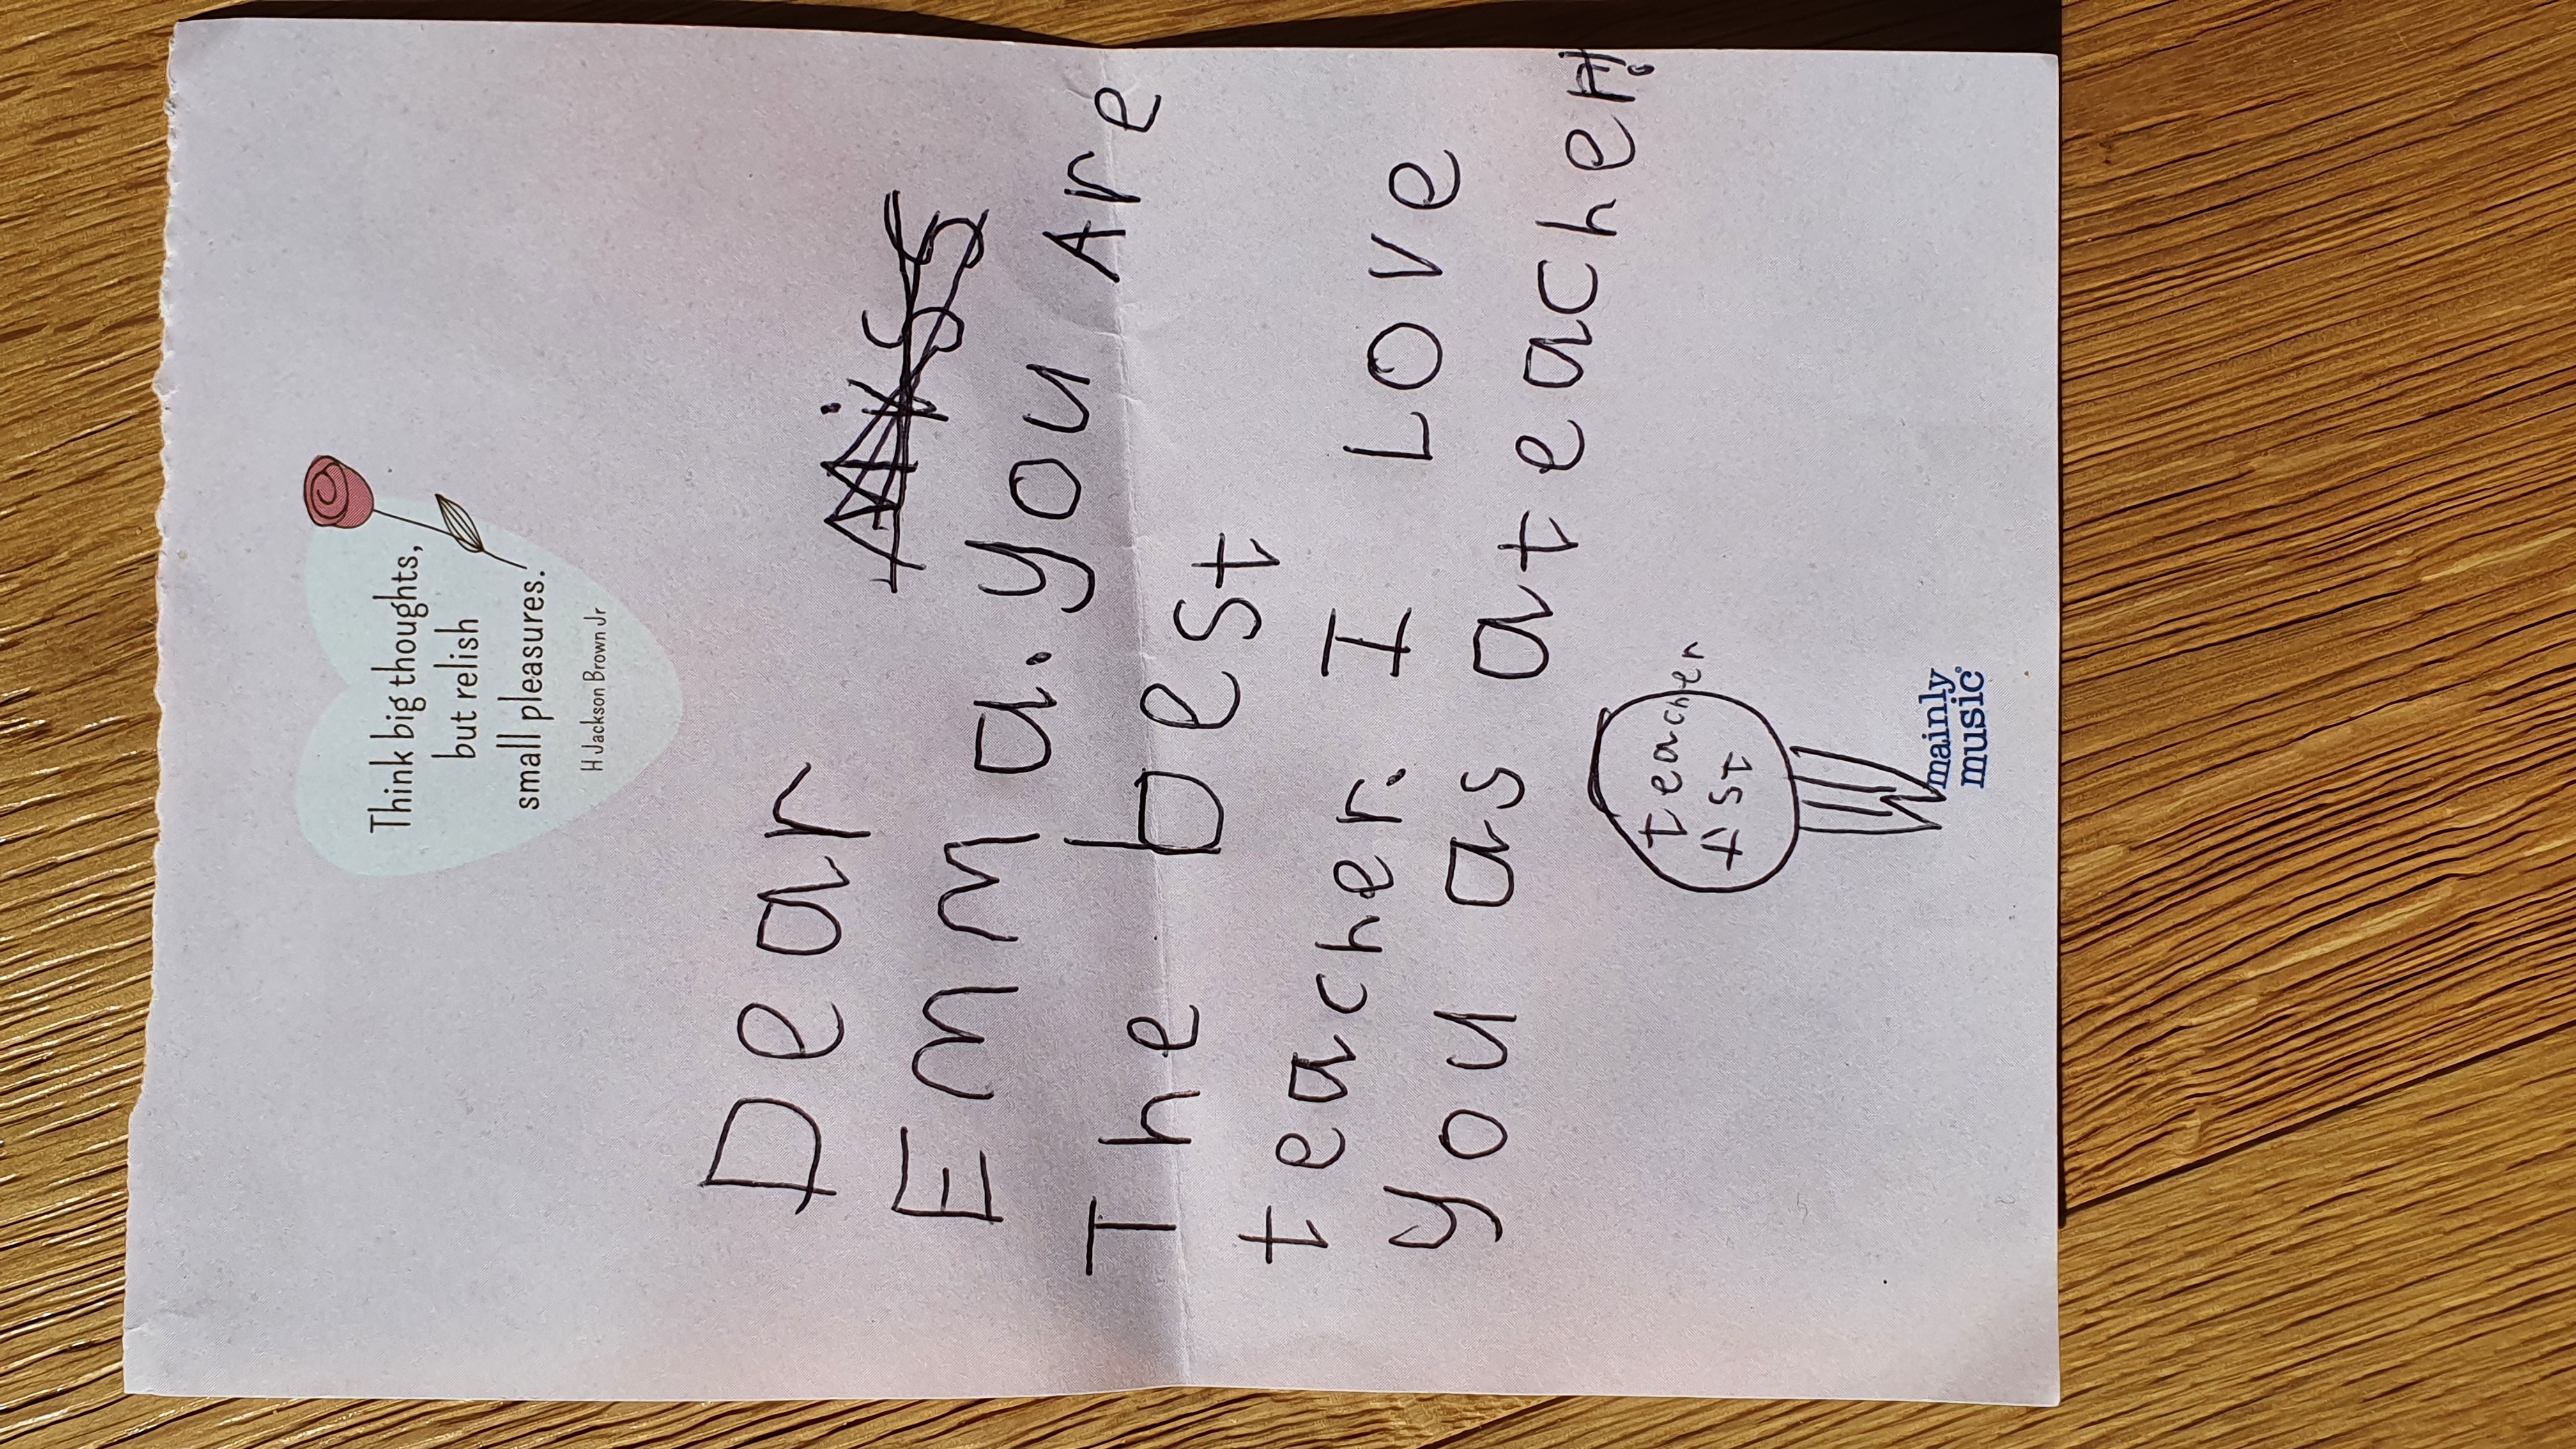 Think big thoughts,
but relish
small pleasures.
H Jackson Brown Jr
Dear Miss
Emma. you Are
The best
teacher. I Love
you as a teacher!
teacher
1st
mainly
music